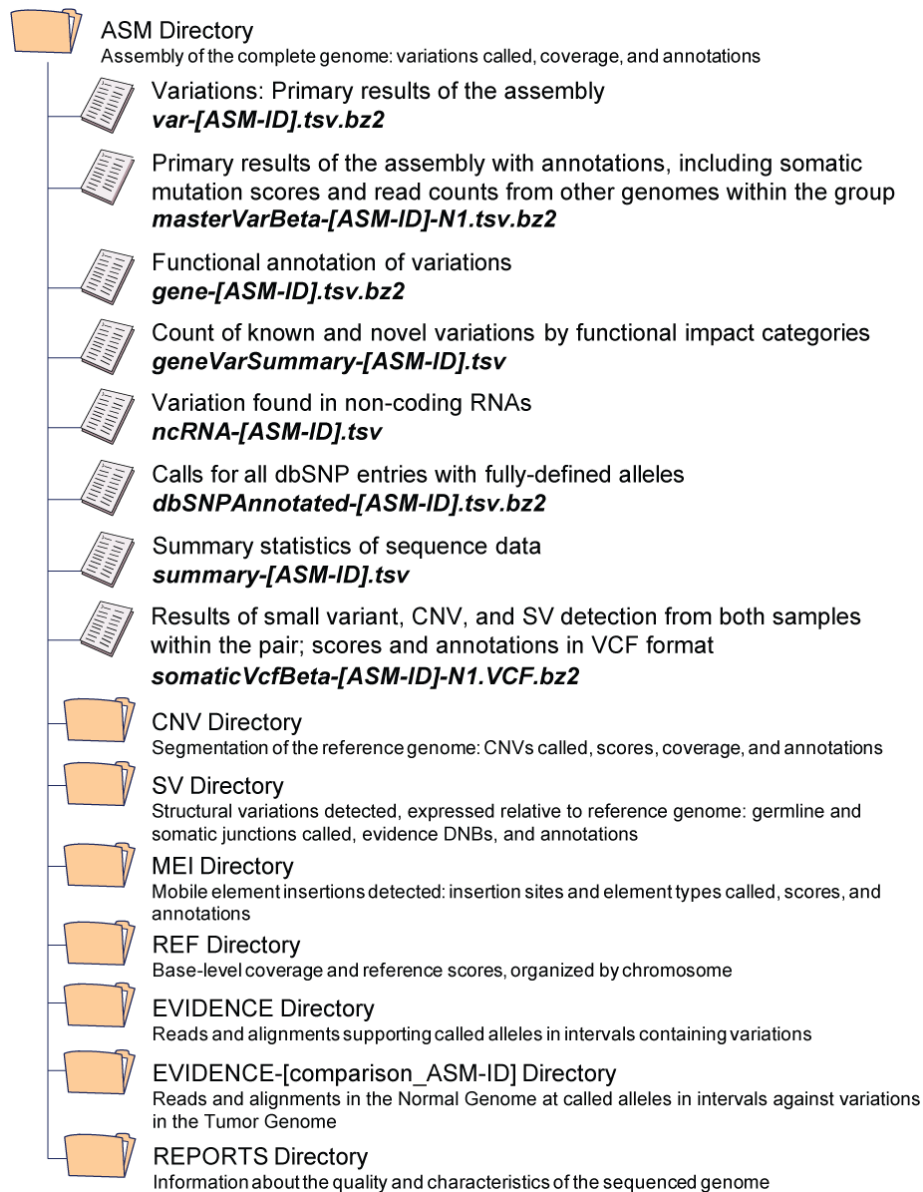 ASM Directory
Assembly of the complete genome: variations called, coverage, and annotations
Variations: Primary results of the assembly
var-[ASM-ID].tsv.bz2
Primary results of the assembly with annotations, including somatic
mutation scores and read counts from other genomes within the group
masterVarBeta-[ASM-ID]-N1.tsv.bz2
Functional annotation of variations
gene-[ASM-ID].tsv.bz2
Count of known and novel variations by functional impact categories
geneVarSummary-[ASM-ID].tsv
Variation found in non-coding RNAs
ncRNA-[ASM-ID].tsv
Calls for all dbSNP entries with fully-defined alleles
dbSNPAnnotated-[ASM-ID].tsv.bz2
Summary statistics of sequence data
summary-[ASM-ID].tsv
Results of small variant, CNV, and SV detection from both samples
within the pair; scores and annotations in VCF format
somaticVcfBeta-[ASM-ID]-N1.VCF.bz2
CNV Directory
Segmentation of the reference genome: CNVs called, scores, coverage, and annotations
SV Directory
Structural variations detected, expressed relative to reference genome: germline and
somatic junctions called, evidence DNBs, and annotations
MEI Directory
Mobile element insertions detected: insertion sites and element types called, scores, and
annotations
REF Directory
Base-level coverage and reference scores, organized by chromosome
EVIDENCE Directory
Reads and alignments supporting called alleles in intervals containing variations
EVIDENCE-[comparison_ASM-ID] Directory
Reads and alignments in the Normal Genome at called alleles in intervals against variations
in the Tumor Genome
REPORTS Directory
Information about the quality and characteristics of the sequenced genome